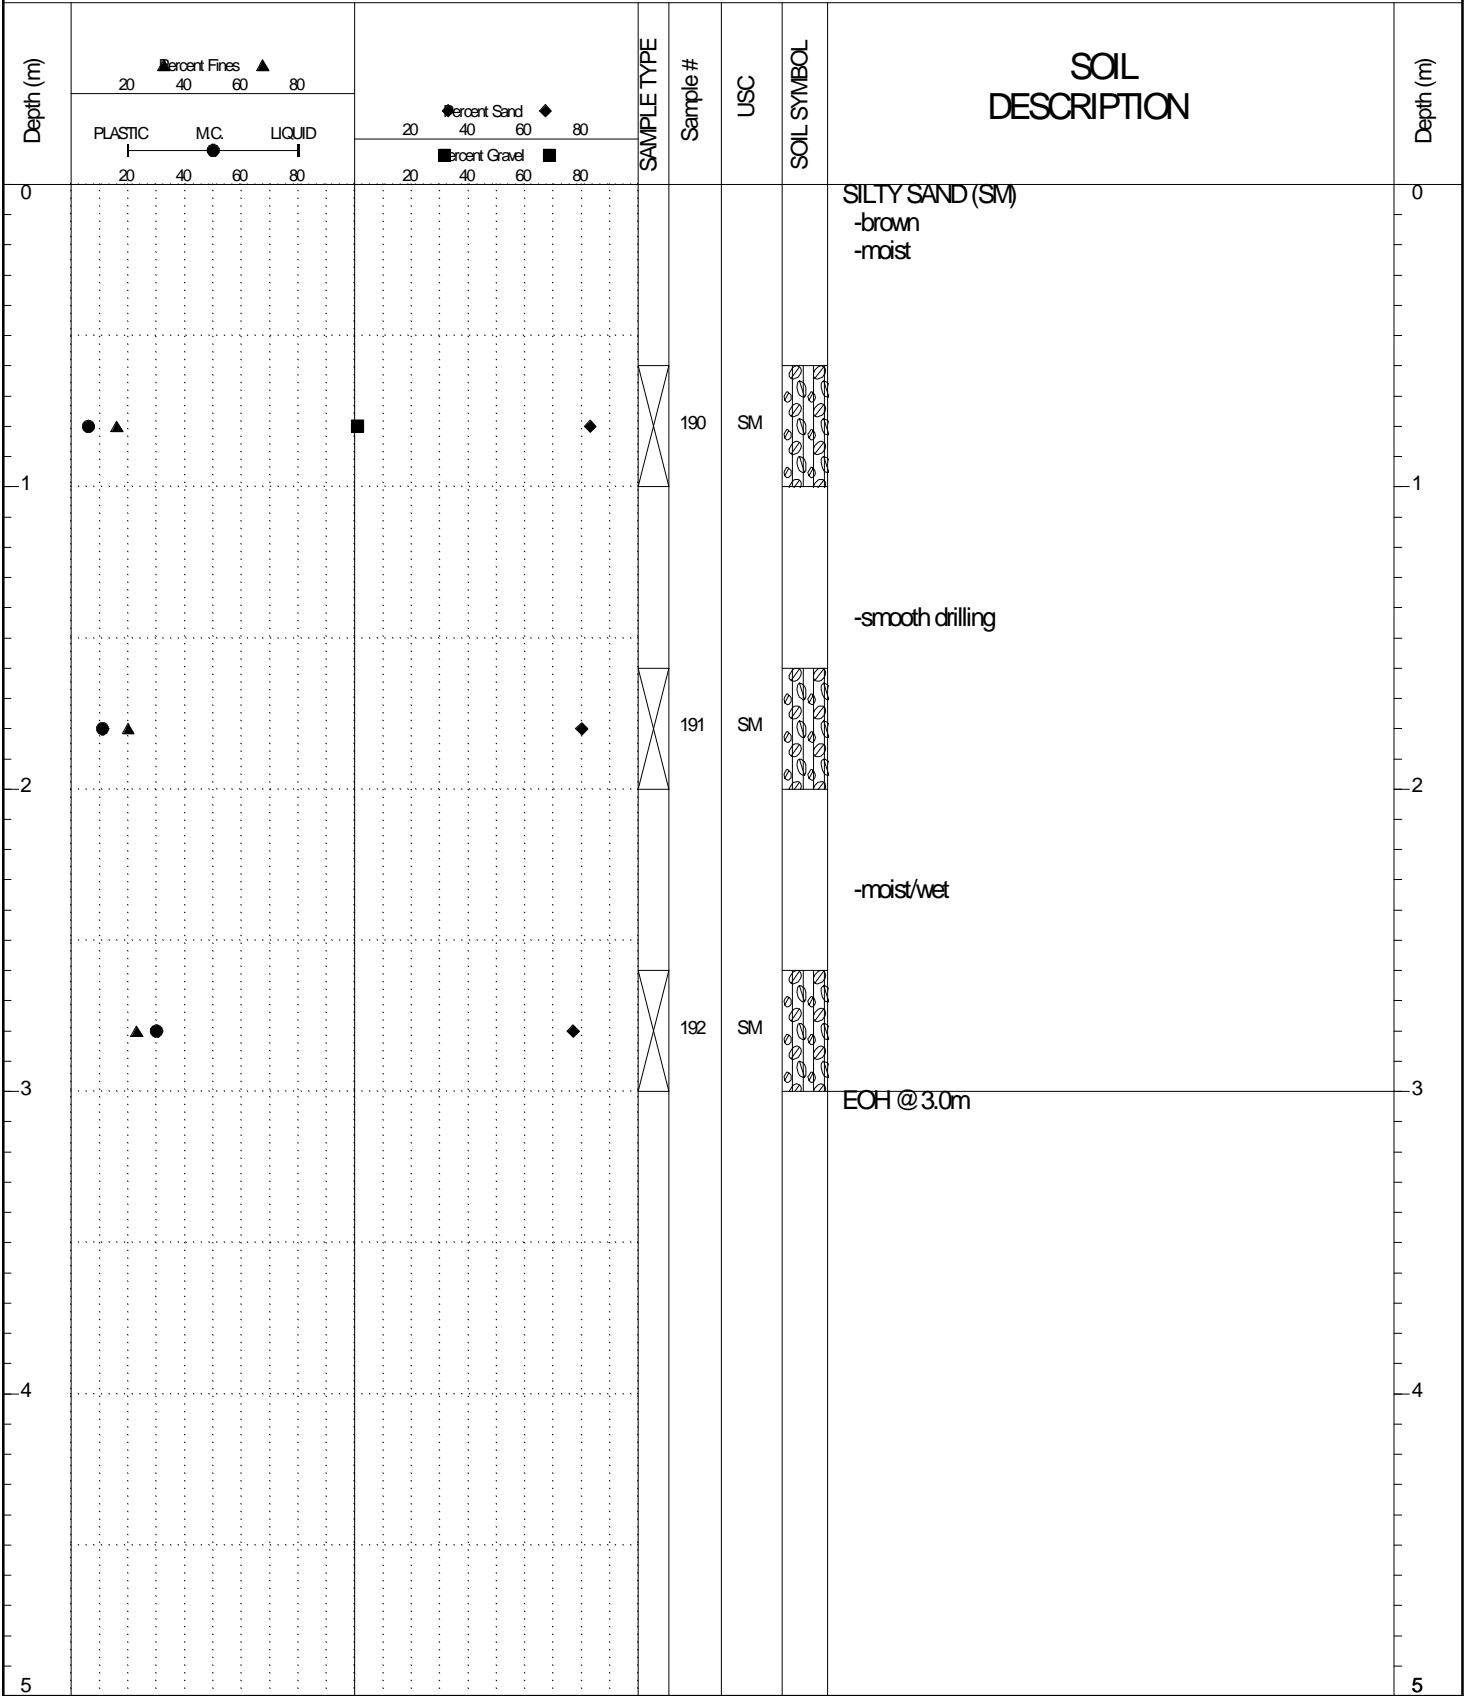 Depth (m)
Percent Fines
20 40 60 80
PLASTIC M.C. LIQUID
20 40 60 80
Percent Sand
20 40 60 80
Percent Gravel
20 40 60 80
SAMPLE TYPE
Sample #
USC
SOIL SYMBOL
SOIL
DESCRIPTION
Depth (m)
0 SILTY SAND (SM) 0
-brown
-moist
190 SM
1 1
-smooth drilling
191 SM
2 2
-moist/wet
192 SM
3 3
EOH @ 3.0m
4 4
5 5